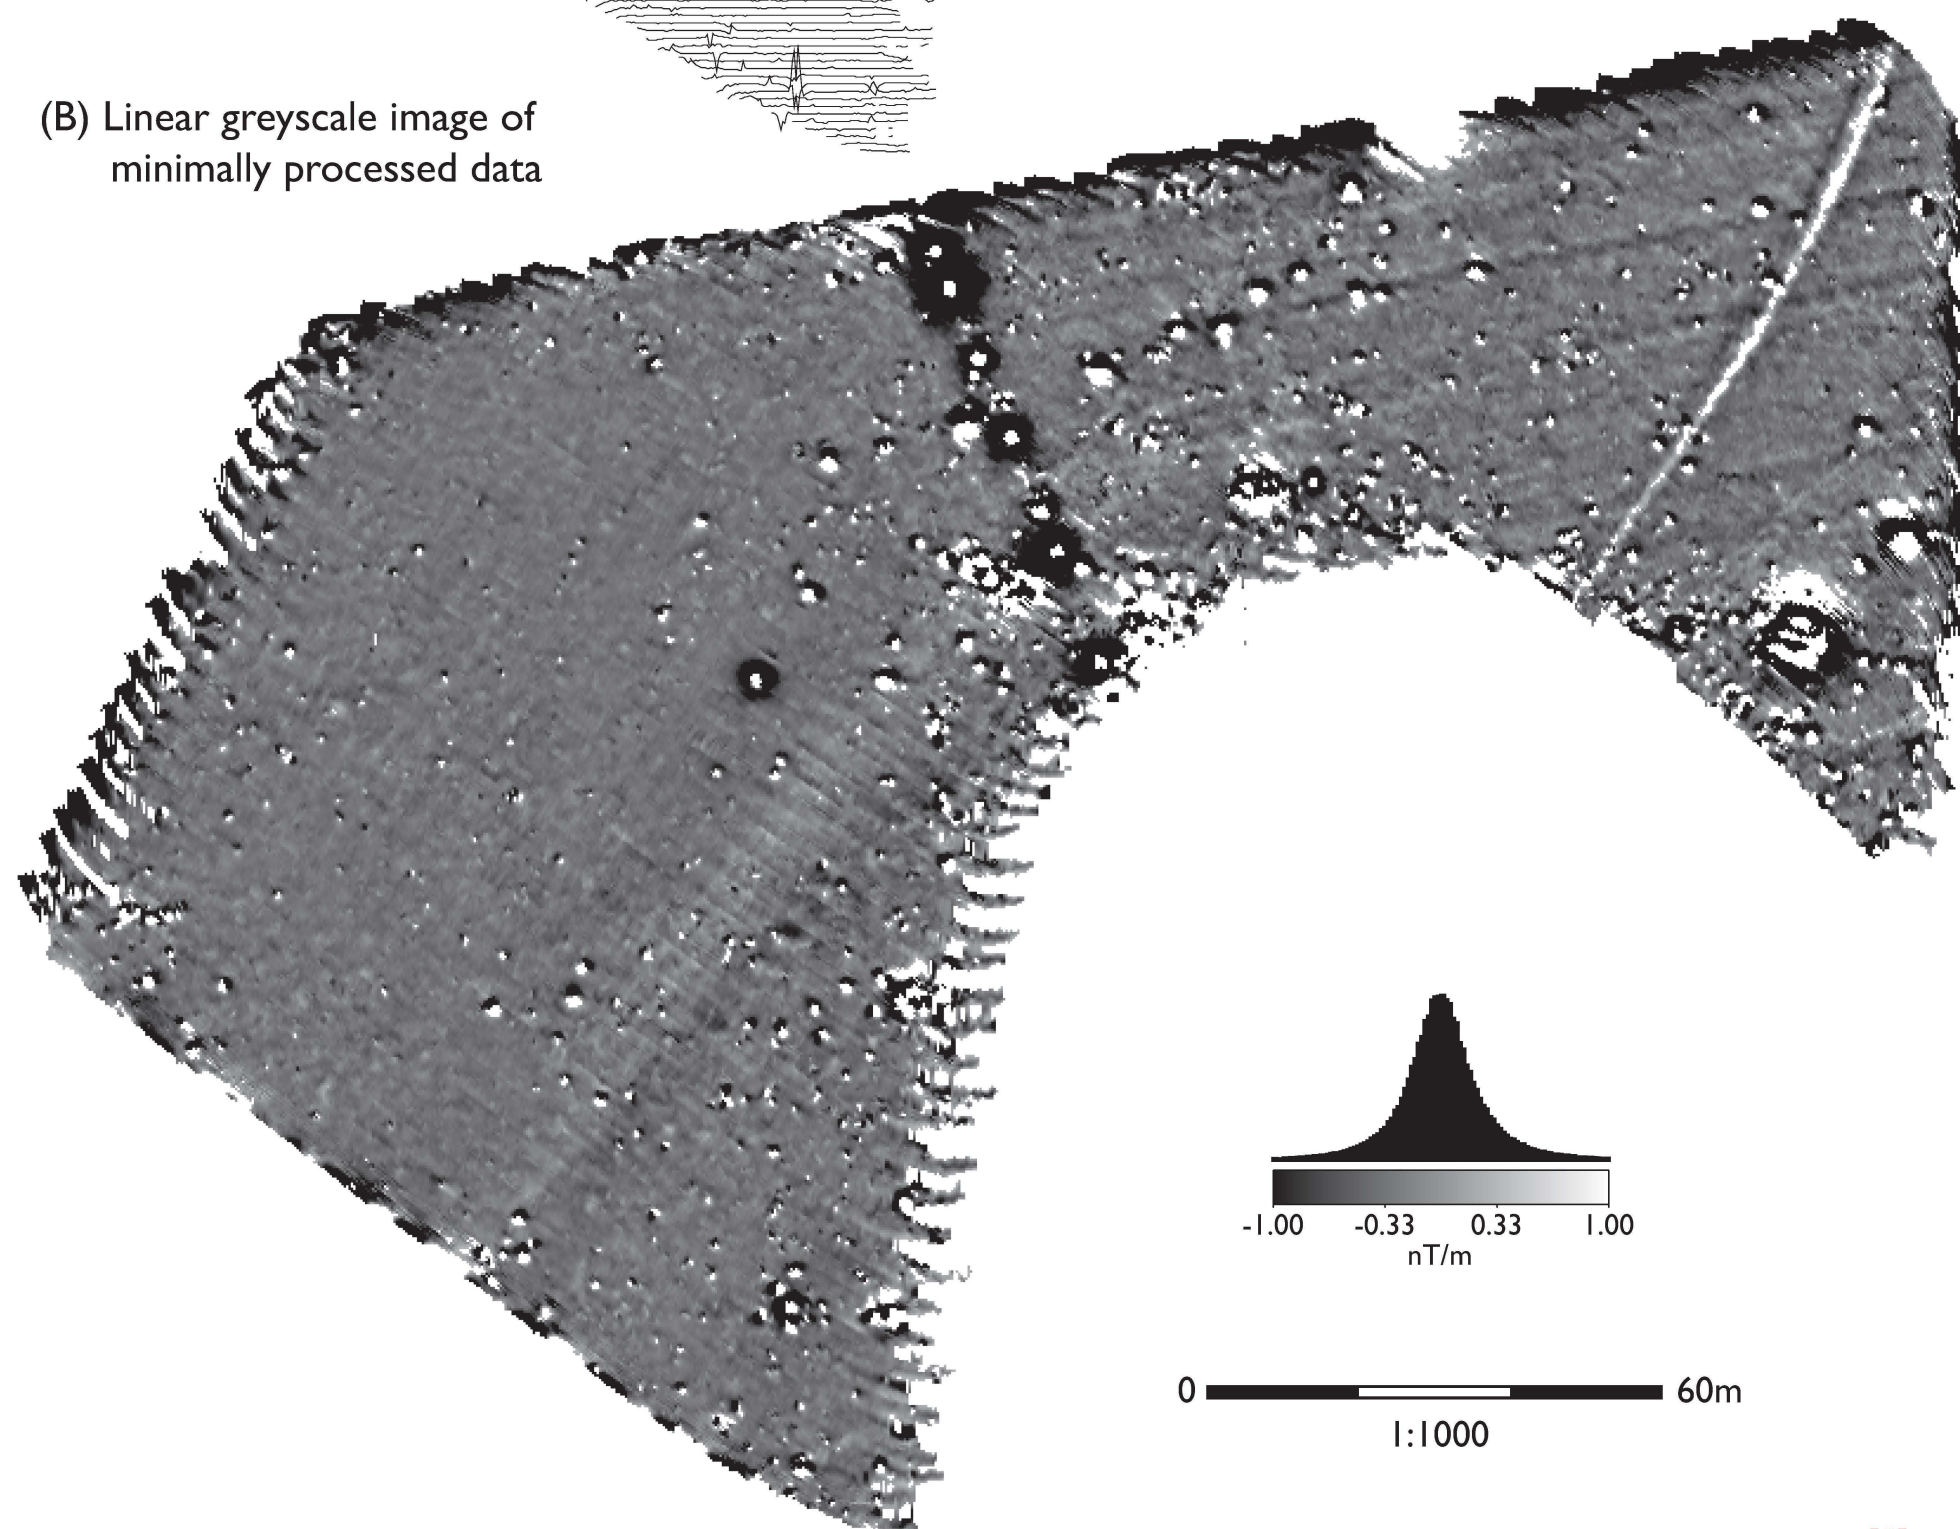 (B) Linear greyscale image of
minimally processed data
-1.00 -0.33 0.33 1.00
nT/m
0 60m
1:1000